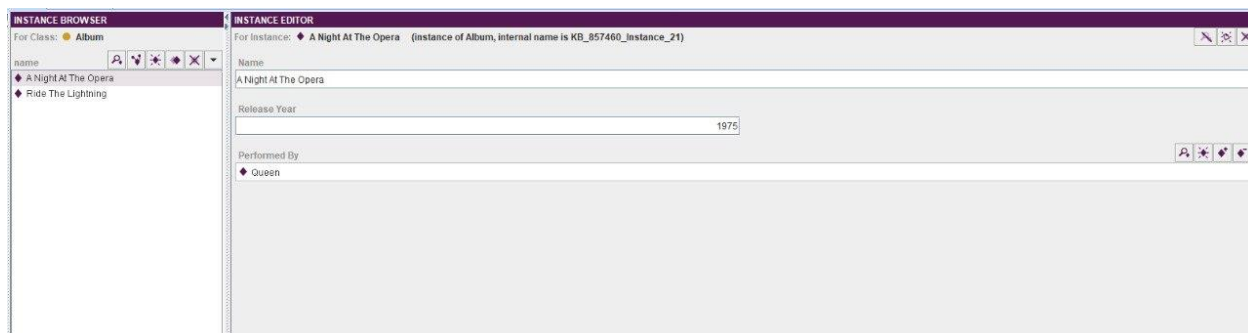 INSTANCE BROWSER
For Class: Album
name
A Night At The Opera
Ride The Lightning
INSTANCE EDITOR
For Instance: A Night At The Opera (instance of Album, internal name is KB_857460_Instance_21)
Name
A Night At The Opera
Release Year
1975
Performed By
Queen